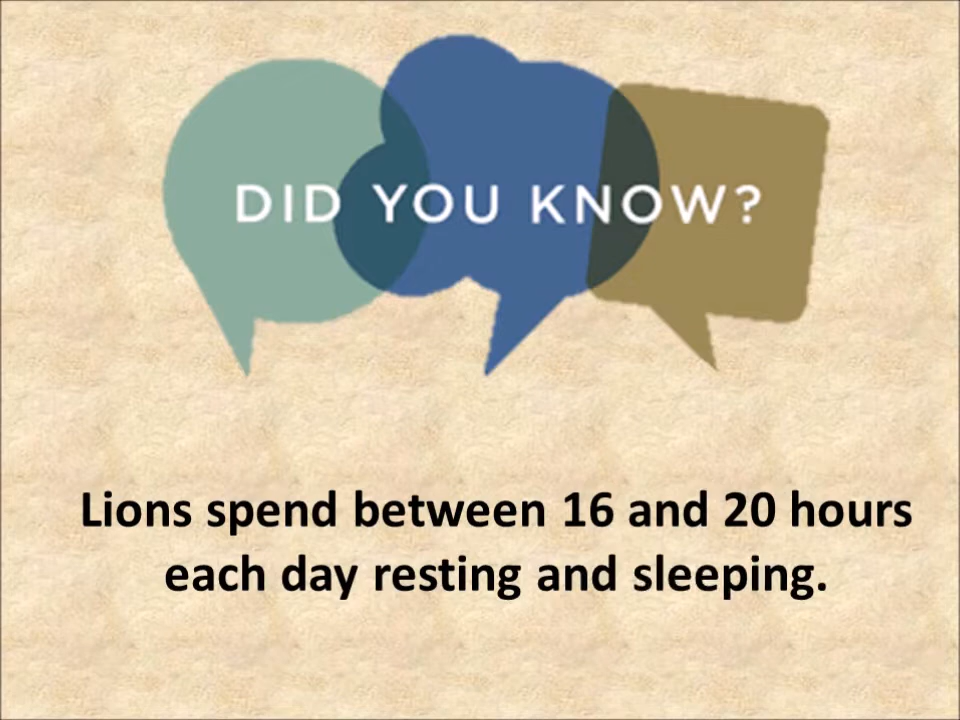 DID YOU KNOW?
Lions spend between 16 and 20 hours
each day resting and sleeping.